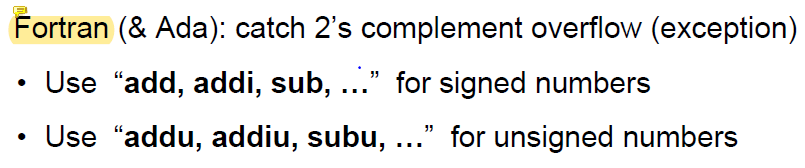 Fortran (& Ada): catch 2’s complement overflow (exception)
• Use “add, addi, sub, …” for signed numbers
• Use “addu, addiu, subu, …” for unsigned numbers